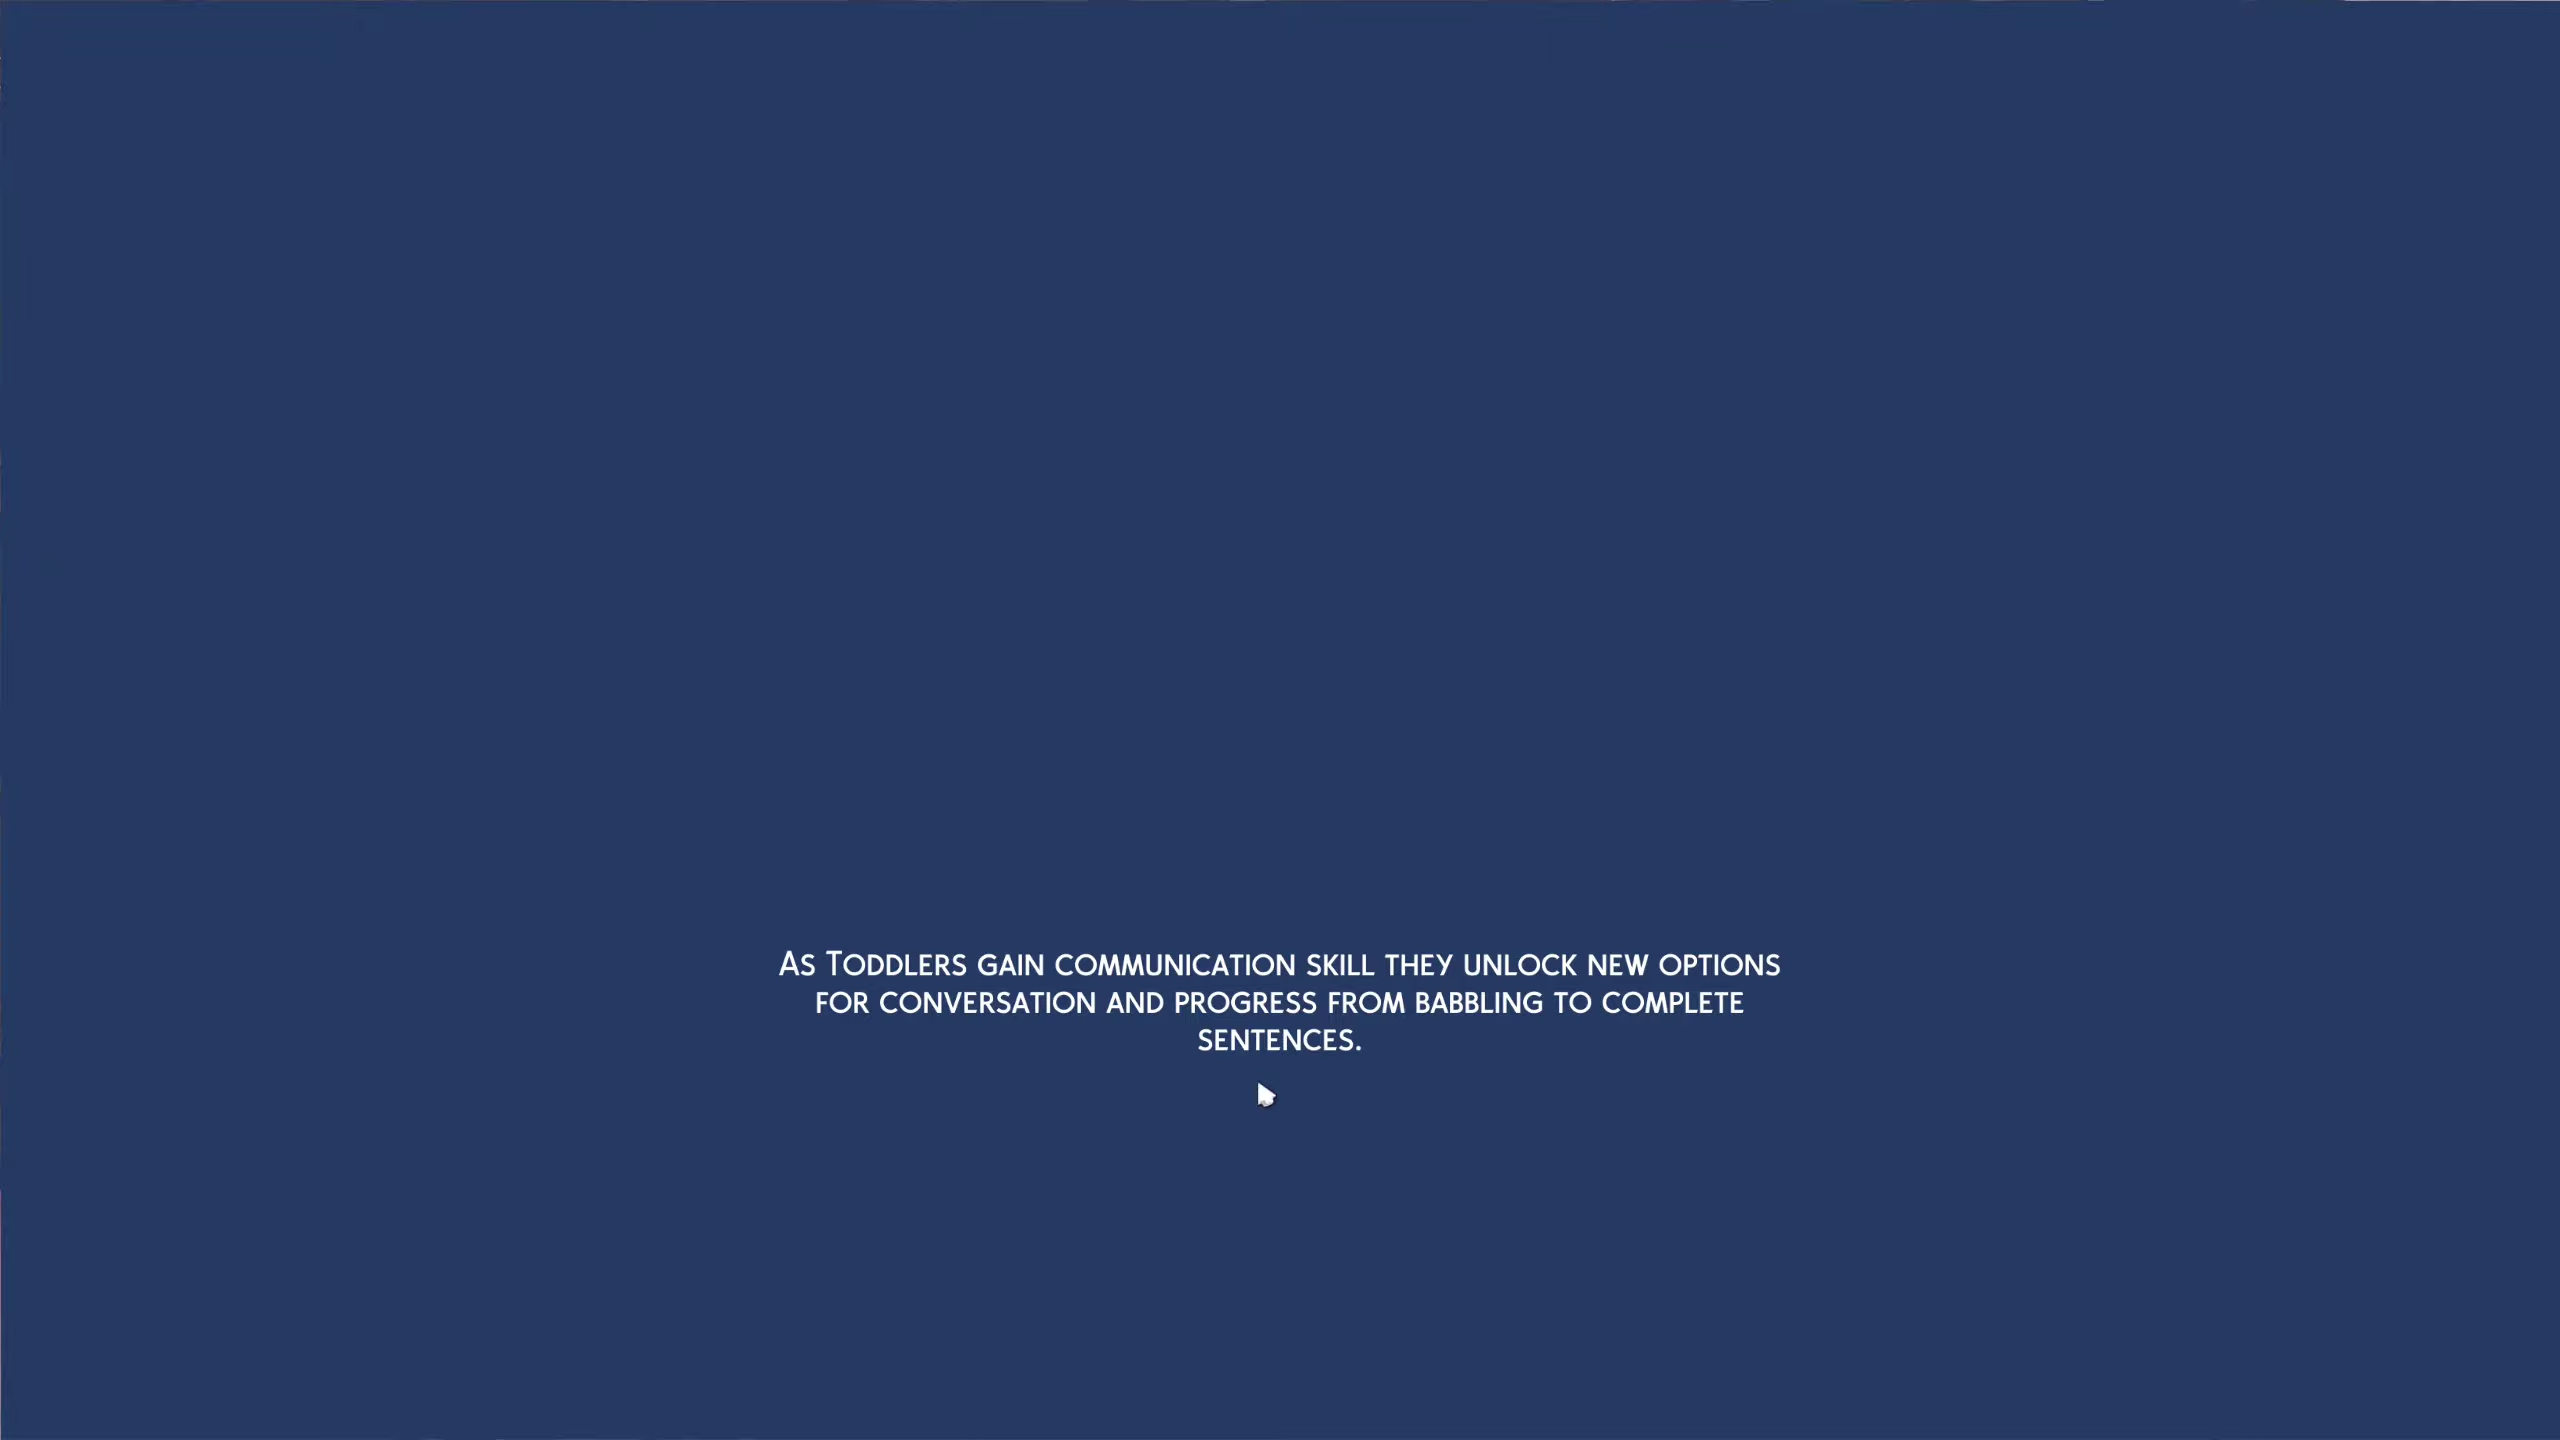 As Toddlers gain communication skill they unlock new options
for conversation and progress from babbling to complete
sentences.